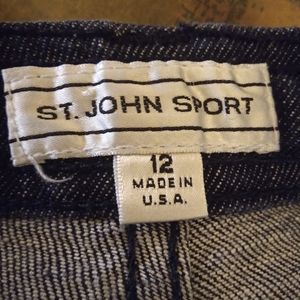 ST. JOHN SPORT
12
MADE IN
U.S.A.